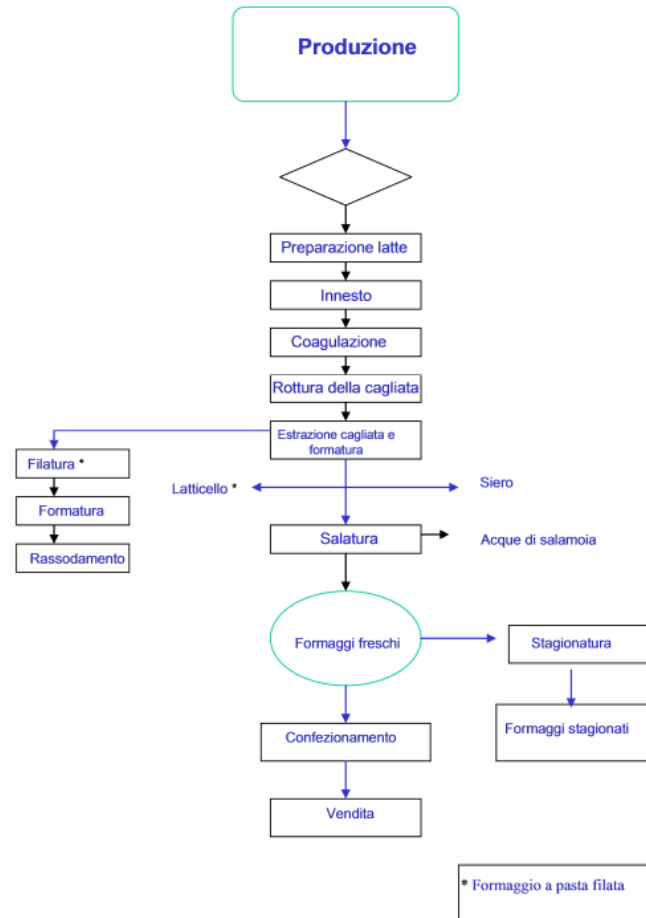 Produzione
Preparazione latte
Innesto
Coagulazione
Rottura della cagliata
Estrazione cagliata e
formatura
Filatura *
Formatura
Rassodamento
Latticello *
Siero
Salatura
Acque di salamoia
Formaggi freschi
Stagionatura
Formaggi stagionati
Confezionamento
Vendita
* Formaggio a pasta filata